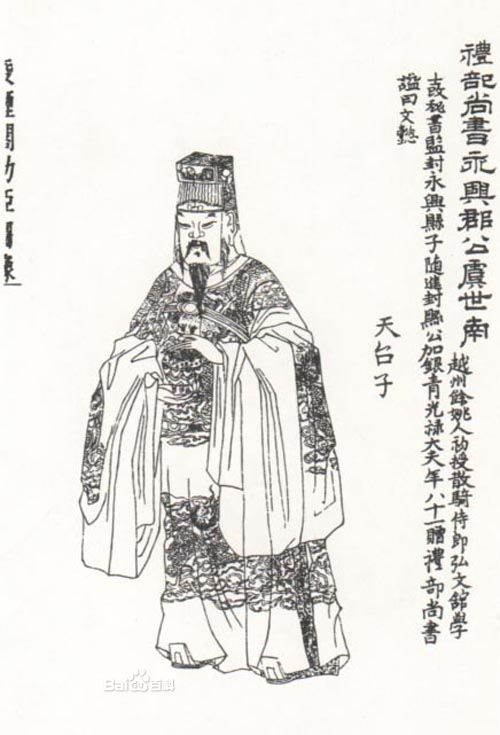 禮部尚書永興郡公虞世南
越州餘姚人初授散騎侍郎弘文館學
士改秘書監封永興縣子隨進封縣公加銀青光祿大夫年八十一贈禮部尚書
謚曰文懿
天台子
凌煙閣功臣圖像
Bai百科